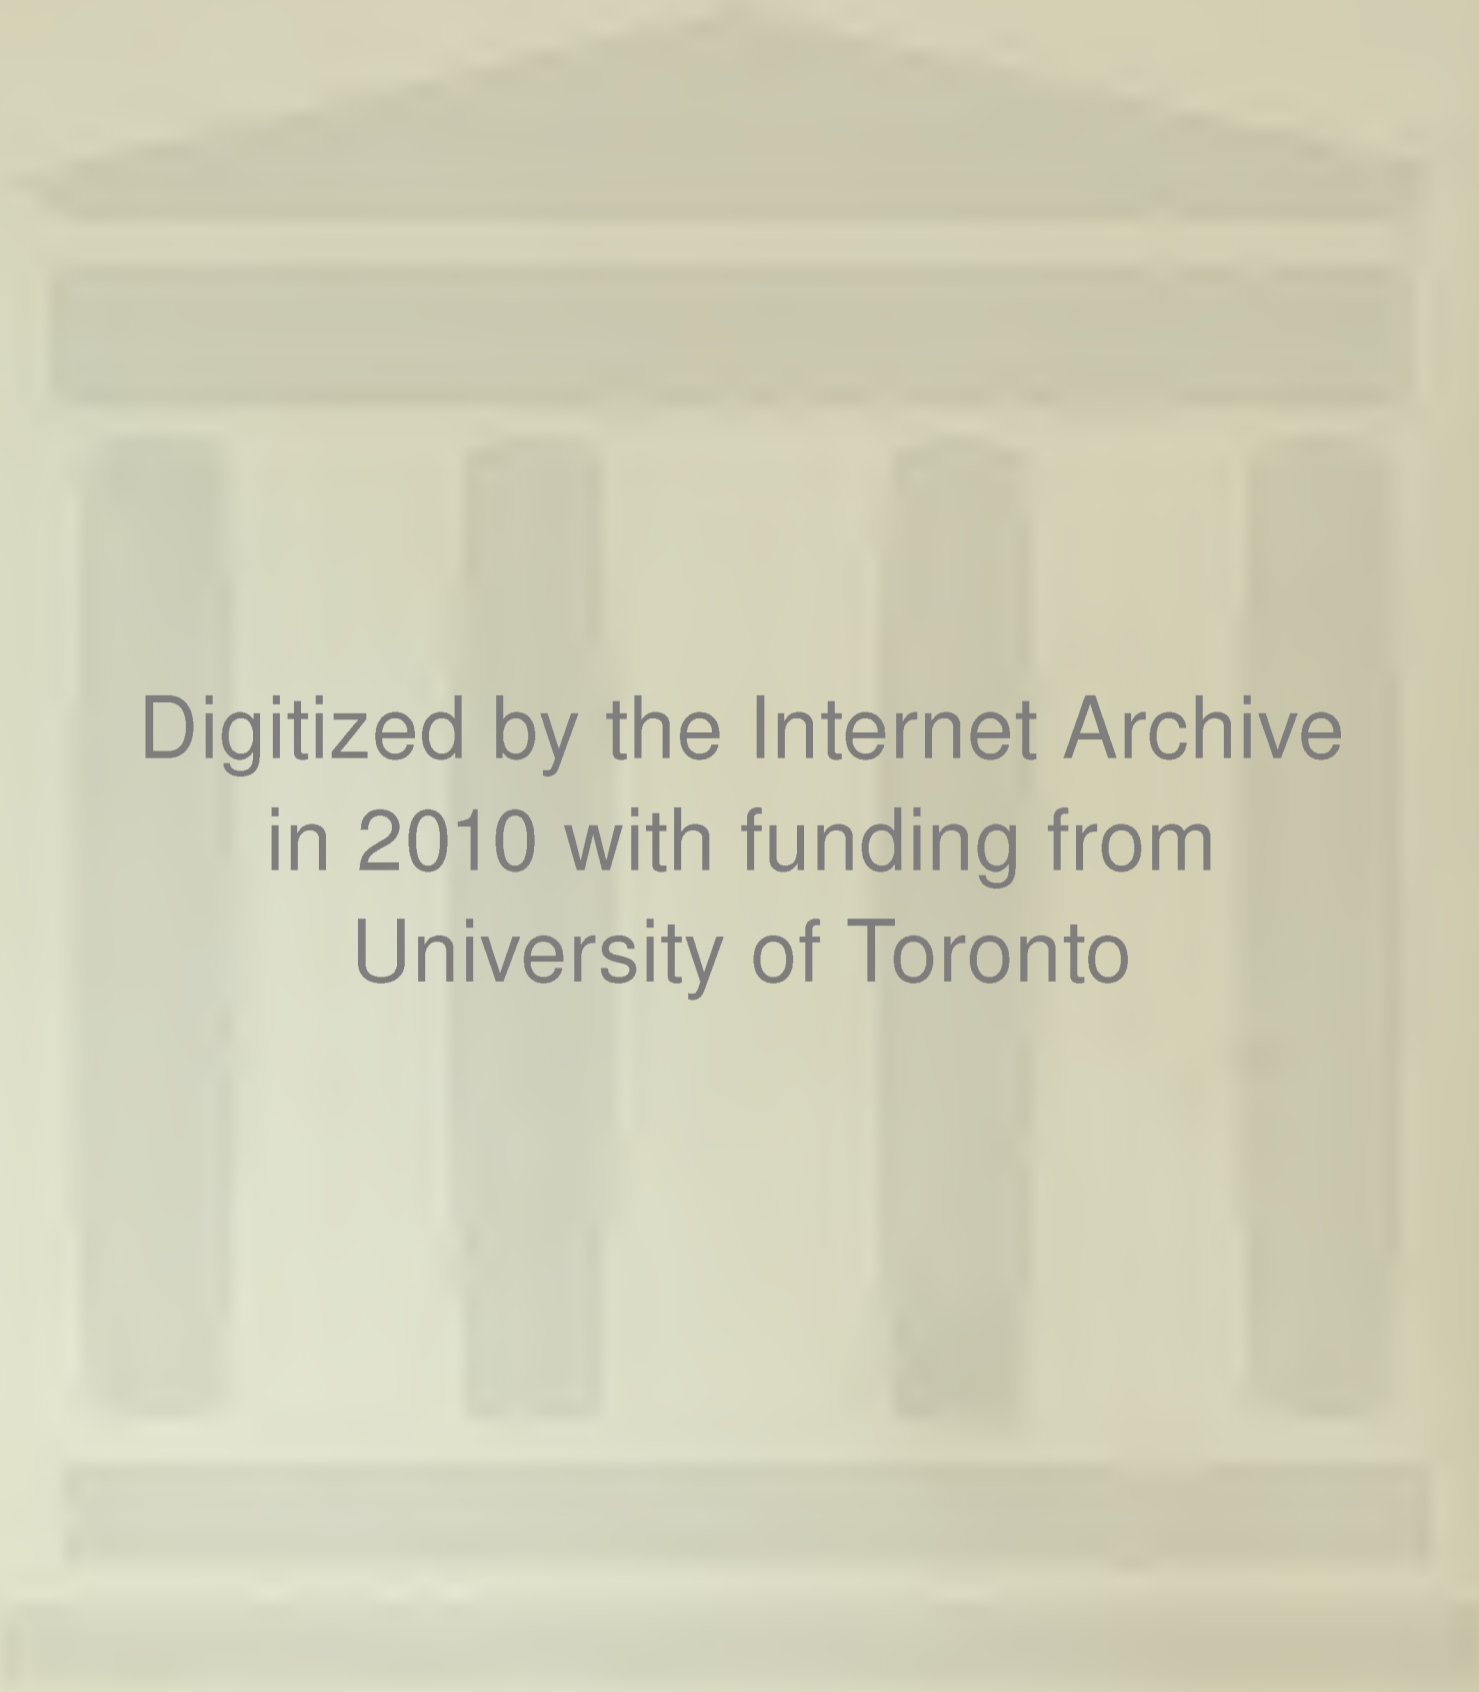 Digitized by the Internet Archive
in 2010 with funding from
University of Toronto